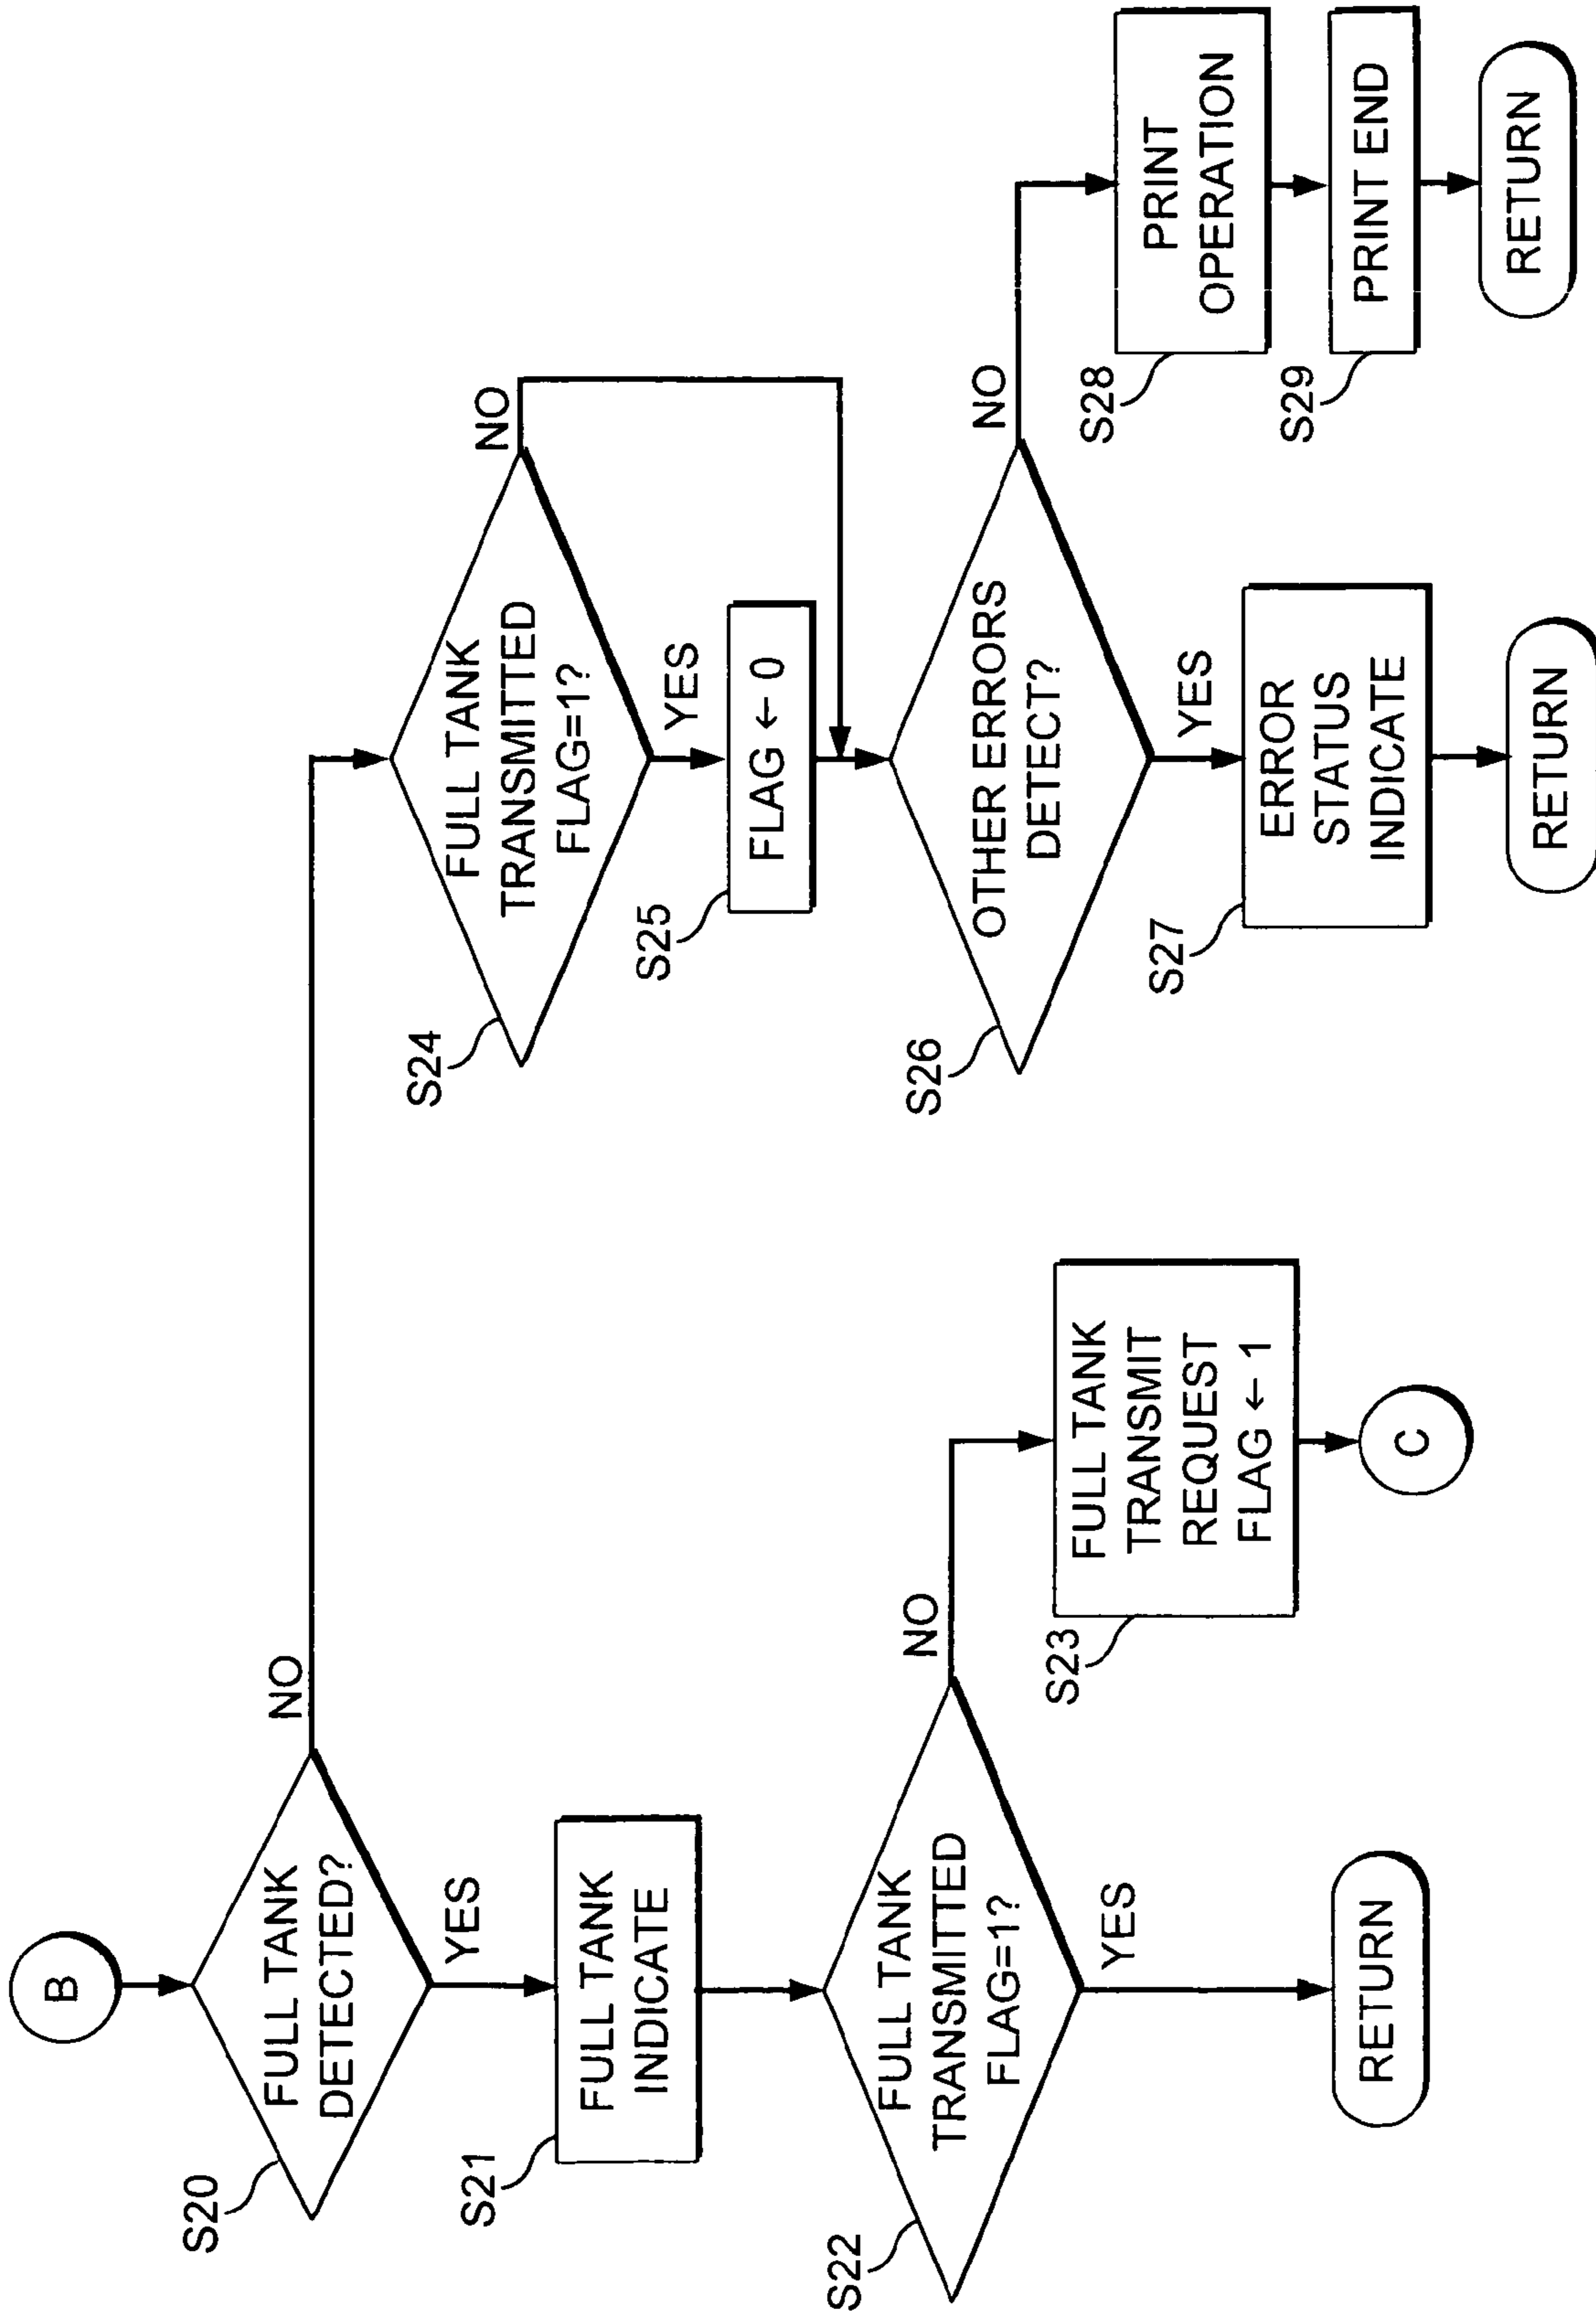 B
S20
FULL TANK
DETECTED?
NO
YES
S21
FULL TANK
INDICATE
S22
FULL TANK
TRANSMITTED
FLAG=1?
NO
YES
RETURN
S23
FULL TANK
TRANSMIT
REQUEST
FLAG ← 1
C
S24
FULL TANK
TRANSMITTED
FLAG=1?
NO
YES
S25
FLAG ← 0
S26
OTHER ERRORS
DETECT?
NO
YES
S27
ERROR
STATUS
INDICATE
RETURN
S28
PRINT
OPERATION
S29
PRINT END
RETURN